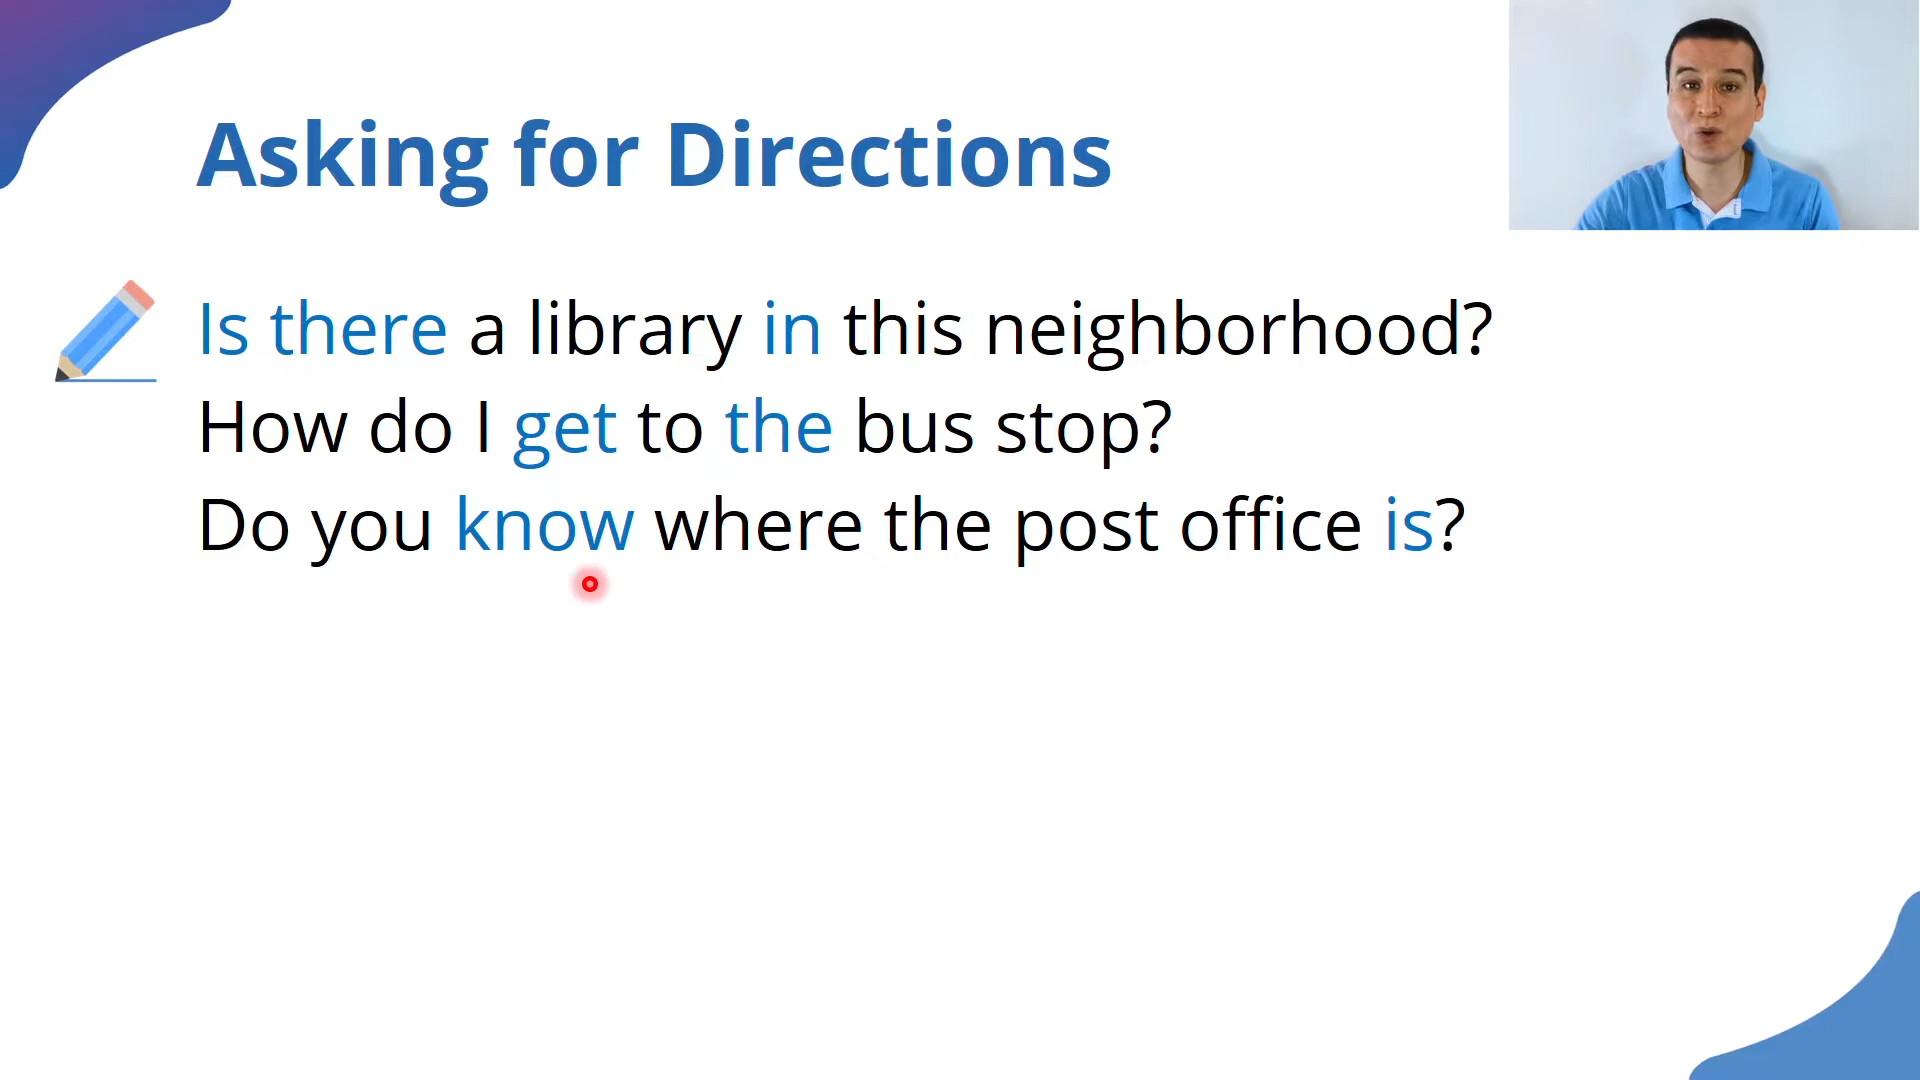 Asking for Directions
Is there a library in this neighborhood?
How do I get to the bus stop?
Do you know where the post office is?